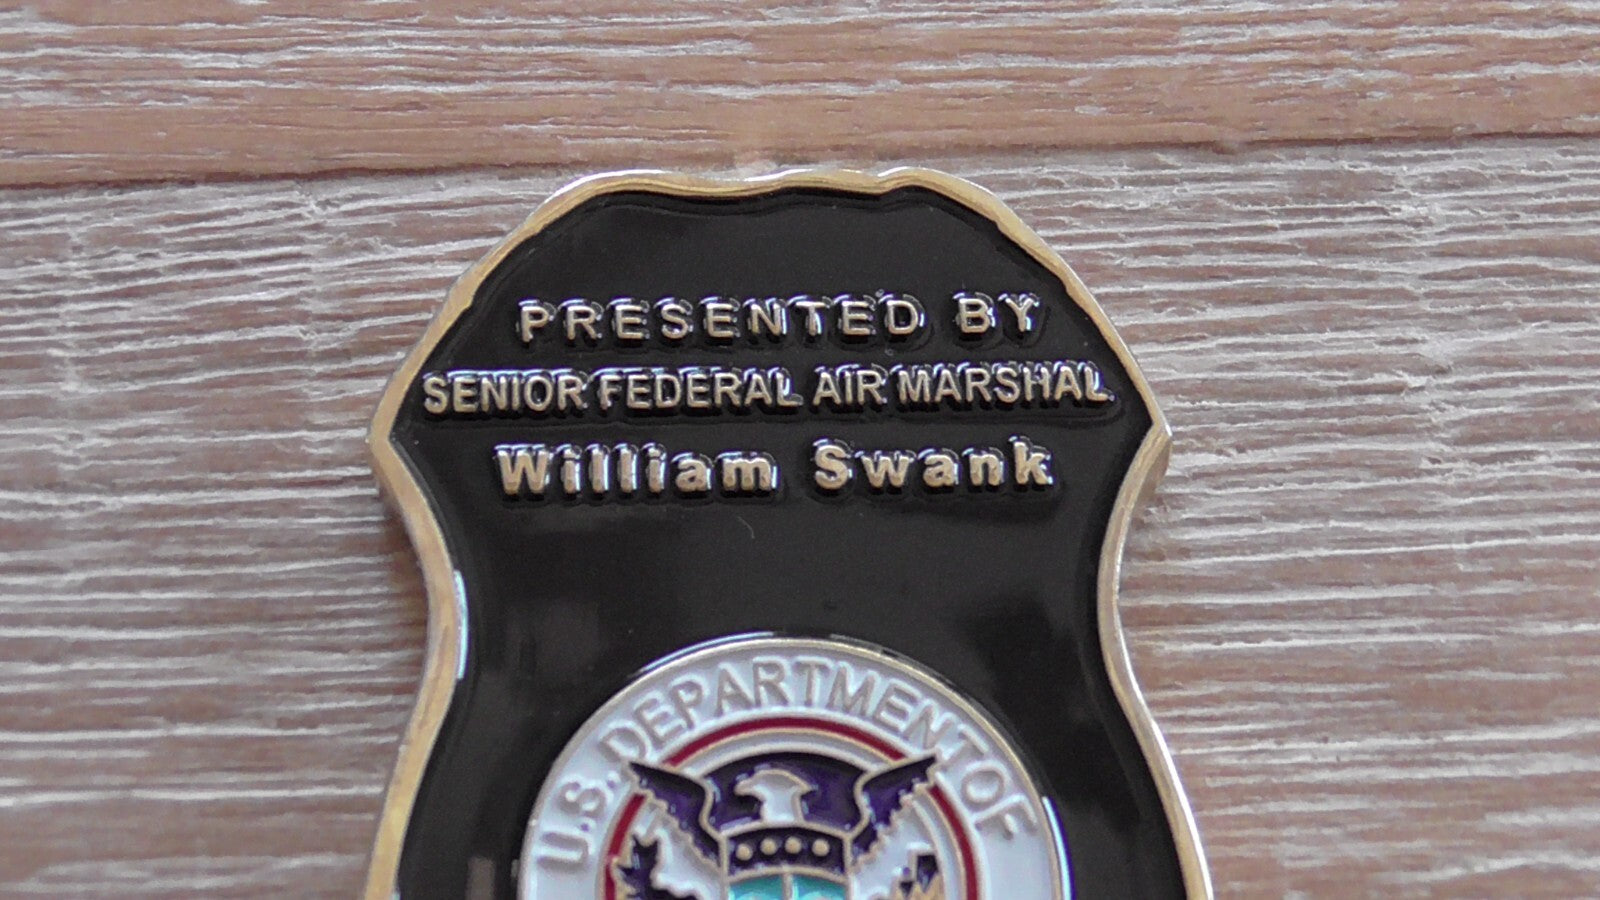 PRESENTED BY
SENIOR FEDERAL AIR MARSHAL
William Swank
U.S. DEPARTMENT OF